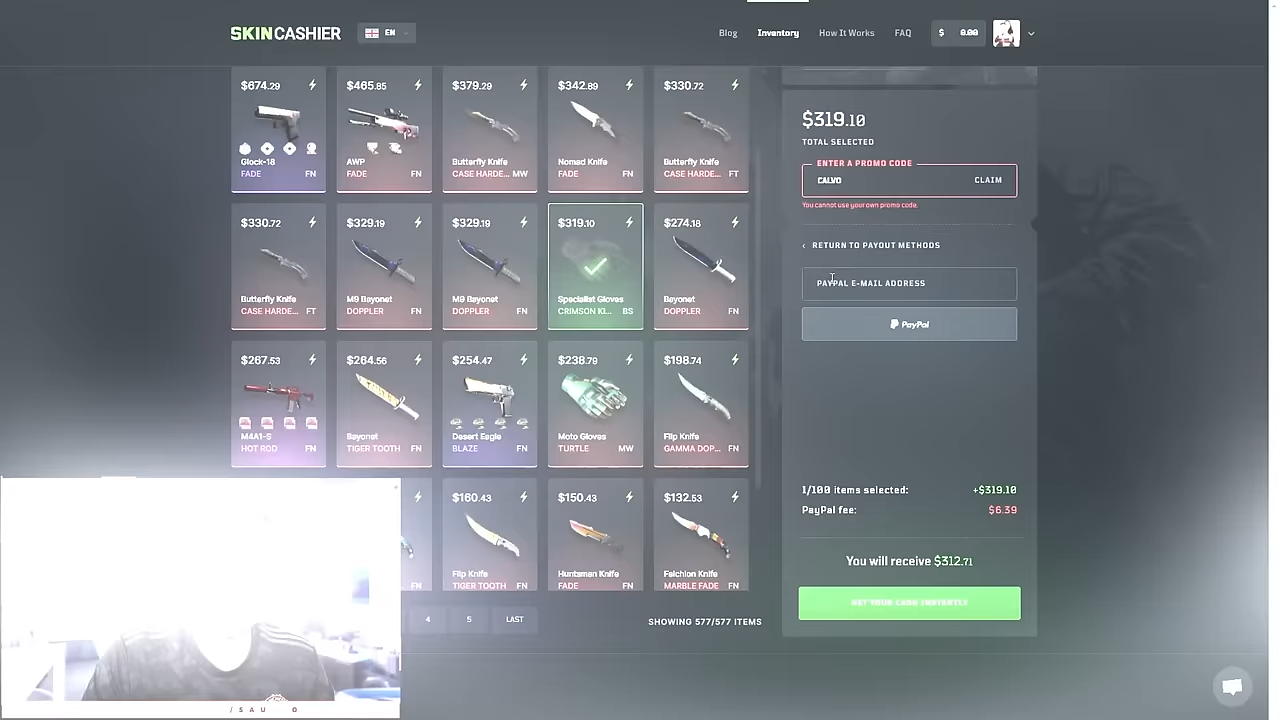 SKINCASHIER
EN
Blog
Inventory
How It Works
FAQ
$ 0.00
$674.29
Glock-18
FADE FN
$465.85
AWP
FADE FN
$379.29
Butterfly Knife
CASE HARDE... MW
$342.89
Nomad Knife
FADE FN
$330.72
Butterfly Knife
CASE HARDE... FT
$330.72
Butterfly Knife
CASE HARDE... FT
$329.19
M9 Bayonet
DOPPLER FN
$329.19
M9 Bayonet
DOPPLER FN
$319.10
Specialist Gloves
CRIMSON KI... BS
$274.18
Bayonet
DOPPLER FN
$267.53
M4A1-S
HOT ROD FN
$264.56
Bayonet
TIGER TOOTH FN
$254.47
Desert Eagle
BLAZE FN
$238.79
Moto Gloves
TURTLE MW
$198.74
Flip Knife
GAMMA DOP... FN
FN
$160.43
Flip Knife
TIGER TOOTH FN
$150.43
Huntsman Knife
FADE FN
$132.53
Falchion Knife
MARBLE FADE FN
4
5
LAST
SHOWING 577/577 ITEMS
$319.10
TOTAL SELECTED
ENTER A PROMO CODE
CALVO
CLAIM
You cannot use your own promo code.
RETURN TO PAYOUT METHODS
PAYPAL E-MAIL ADDRESS
PayPal
1/100 items selected: +$319.10
PayPal fee: $6.39
You will receive $312.71
GET YOUR CASH INSTANTLY